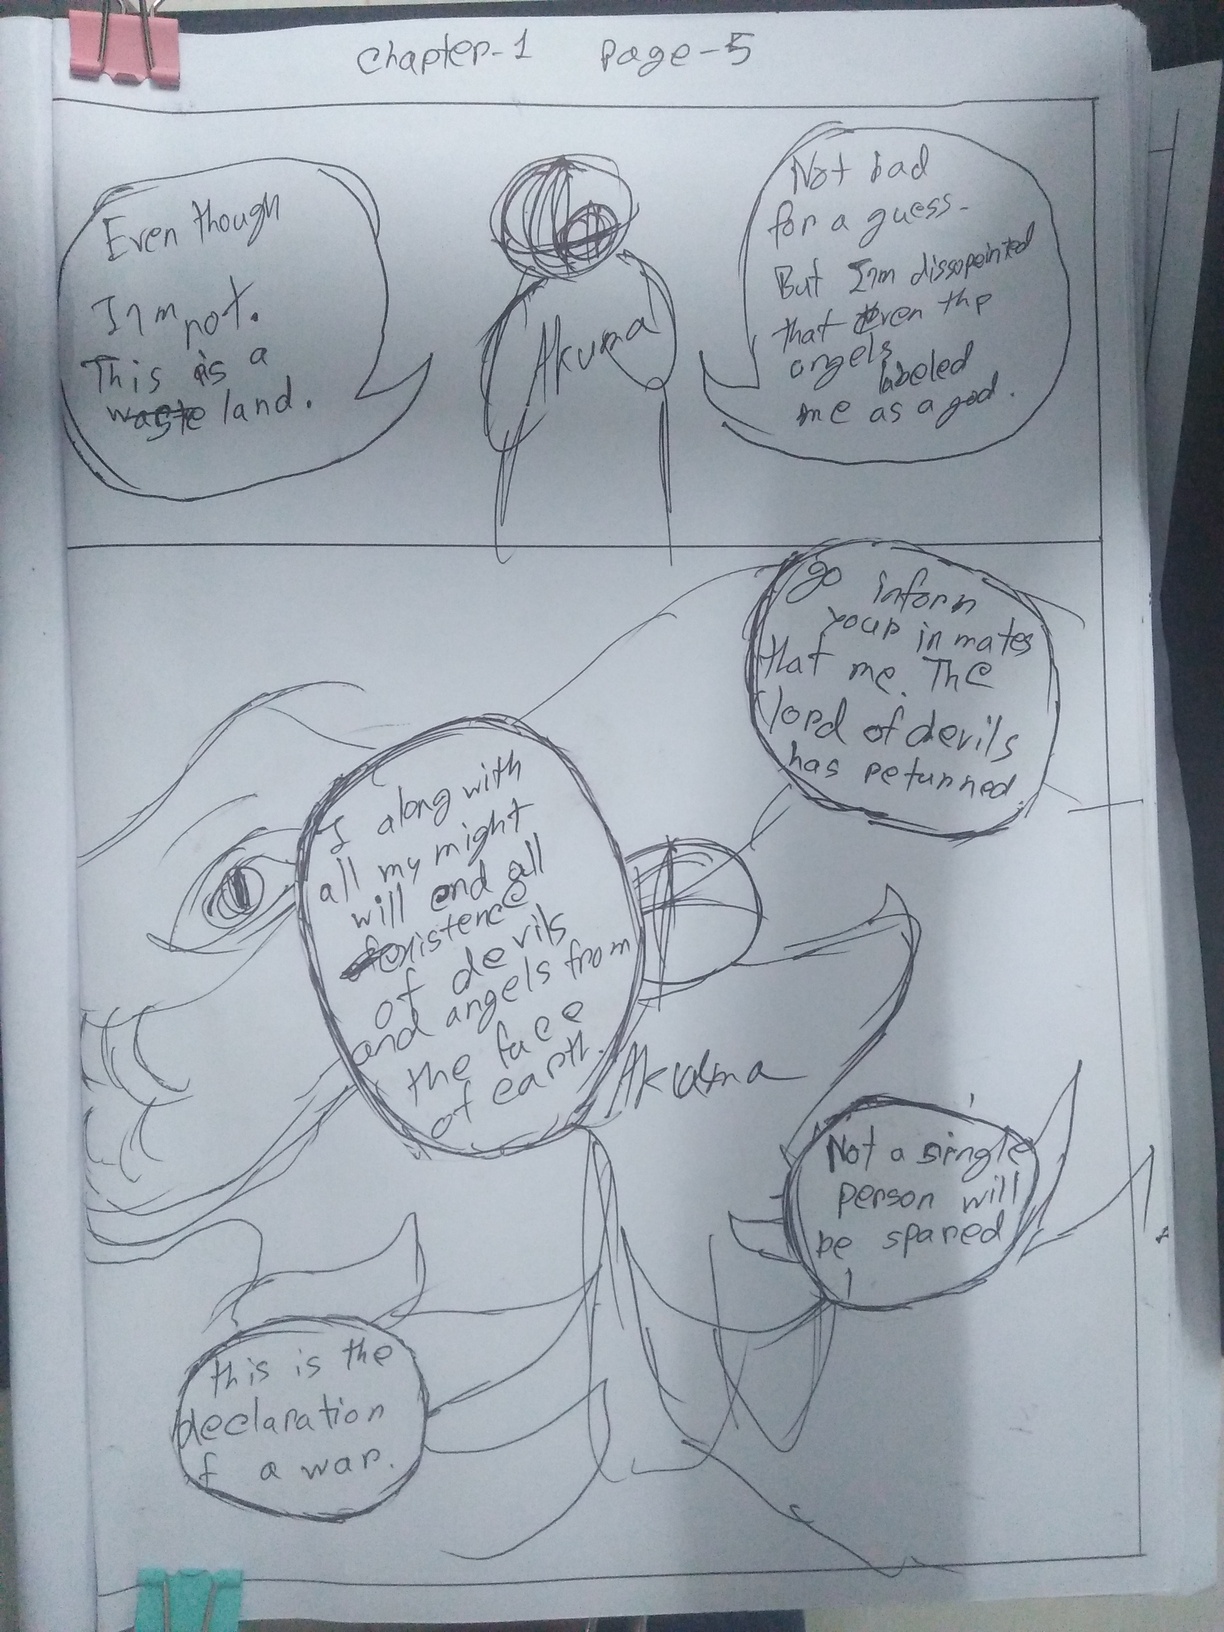 Chapter-1 Page-5
Not bad
for a guess-
But I'm dissopointed
that even the
angels
labeled
me as a god.
Akuma
Even though
I'm not.
This is a
waste land.
go inform
your inmates
that me. The
lord of devils
has returned
I along with
all my might
will end all
existence
of devils
and angels from
the face
of earth.
Akuma
Not a single
person will
be spared
!
this is the
declaration
of a war.